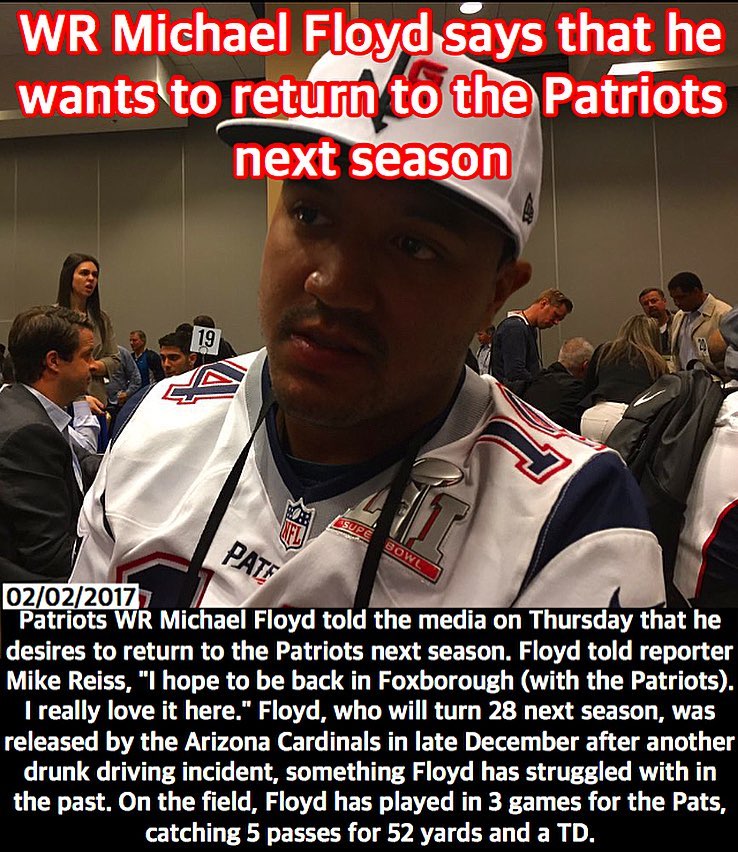 WR Michael Floyd says that he
wants to return to the Patriots
next season
19
14
NFL
PAT
SUPER BOWL
LI
02/02/2017
Patriots WR Michael Floyd told the media on Thursday that he
desires to return to the Patriots next season. Floyd told reporter
Mike Reiss, "I hope to be back in Foxborough (with the Patriots).
I really love it here." Floyd, who will turn 28 next season, was
released by the Arizona Cardinals in late December after another
drunk driving incident, something Floyd has struggled with in
the past. On the field, Floyd has played in 3 games for the Pats,
catching 5 passes for 52 yards and a TD.